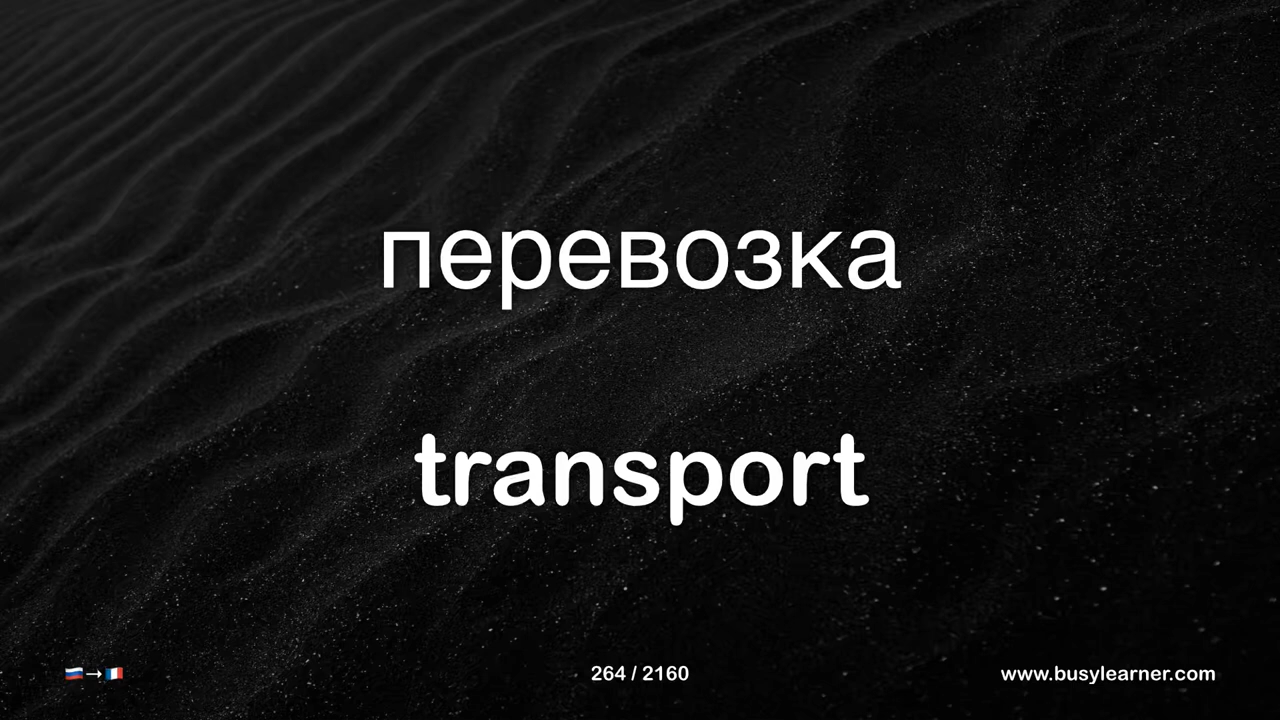 перевозка
transport
🇷🇺→🇫🇷
264 / 2160
www.busylearner.com